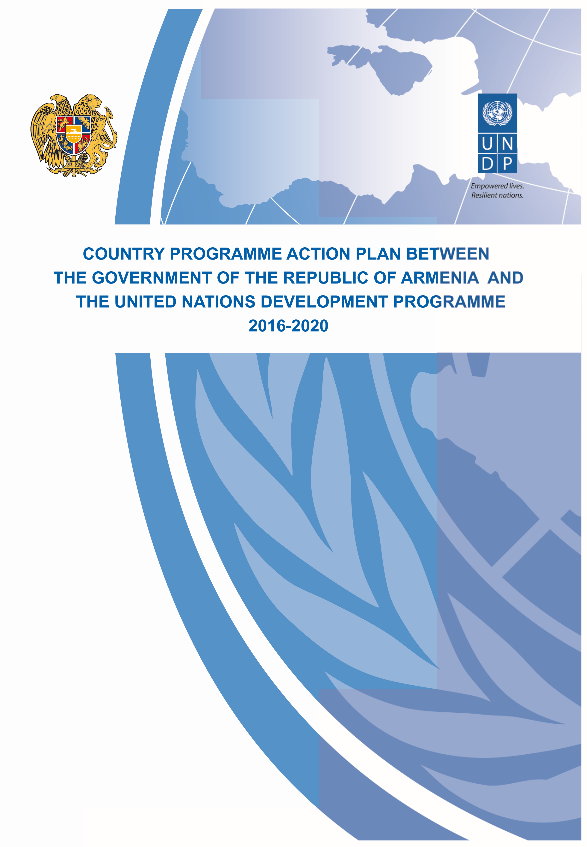 U N
D P
Empowered lives.
Resilient nations.
COUNTRY PROGRAMME ACTION PLAN BETWEEN
THE GOVERNMENT OF THE REPUBLIC OF ARMENIA AND
THE UNITED NATIONS DEVELOPMENT PROGRAMME
2016-2020